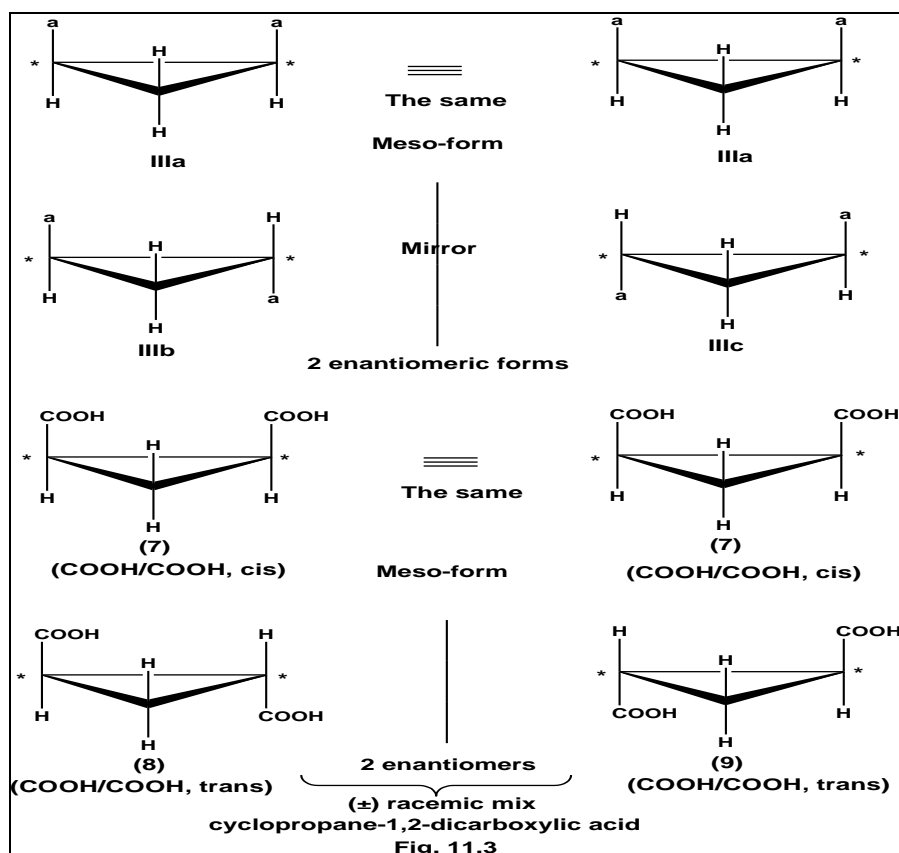 a a a a
* H * * H *
H H H H
The same
H H
IIIa Meso-form IIIa
a H H a
* H Mirror * * H *
H a a H
H H
IIIb IIIc
2 enantiomeric forms
COOH COOH COOH COOH
* H * * H *
H H H H
The same
H H
(7) (7)
(COOH/COOH, cis) Meso-form (COOH/COOH, cis)
COOH H H COOH
* H * * H *
H COOH COOH H
H H
(8) 2 enantiomers (9)
(COOH/COOH, trans) (COOH/COOH, trans)
(±) racemic mix
cyclopropane-1,2-dicarboxylic acid
Fig. 11.3